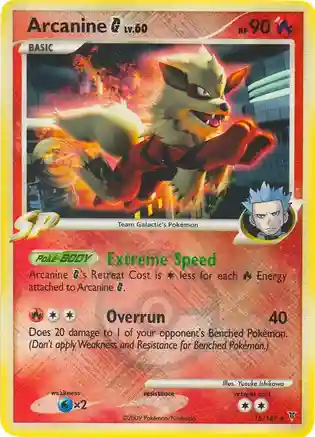 Arcanine G LV.60 HP 90
BASIC
Team Galactic's Pokémon
SP
Poké-BODY Extreme Speed
Arcanine G's Retreat Cost is less for each Energy
attached to Arcanine G.
Overrun 40
Does 20 damage to 1 of your opponent's Benched Pokémon.
(Don't apply Weakness and Resistance for Benched Pokémon.)
Illus. Yusuke Ishikawa
weakness resistance retreat cost
×2
©2009 Pokémon/Nintendo 15/147